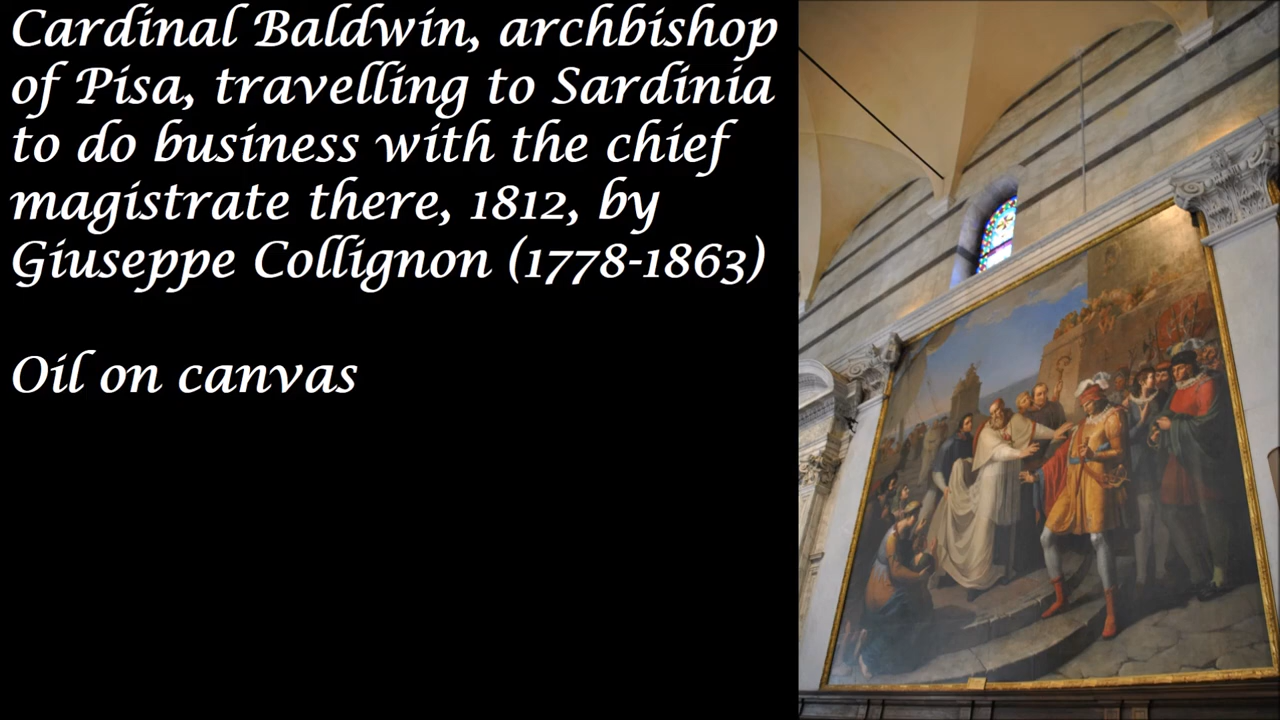 Cardinal Baldwin, archbishop
of Pisa, travelling to Sardinia
to do business with the chief
magistrate there, 1812, by
Giuseppe Collignon (1778-1863)
Oil on canvas